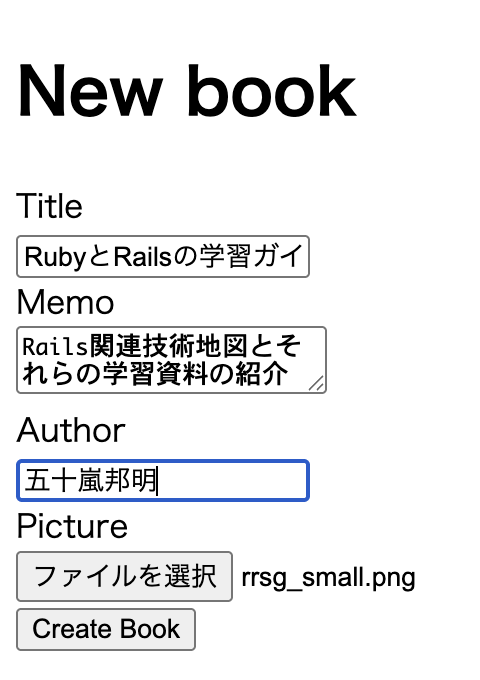 New book
Title
RubyとRailsの学習ガイ
Memo
Rails関連技術地図とそ
れらの学習資料の紹介
Author
五十嵐邦明
Picture
ファイルを選択 rrsg_small.png
Create Book